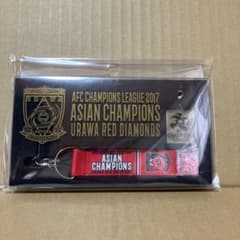 AFC CHAMPIONS LEAGUE 2017
ASIAN CHAMPIONS
URAWA RED DIAMONDS
ASIAN
CHAMPIONS